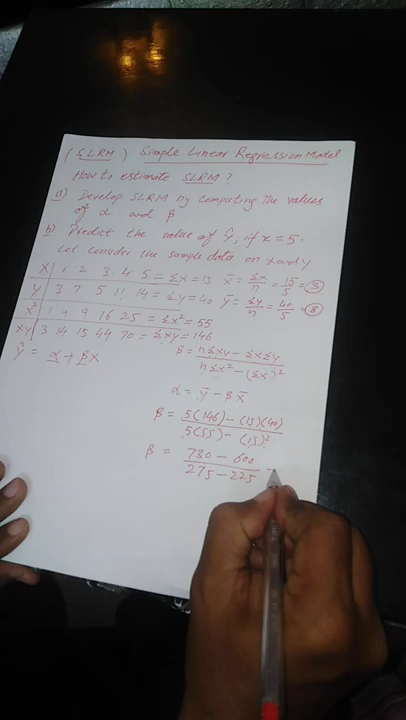 (SLRM) Simple Linear Regression Model
How to estimate SLRM?
a) Develop SLRM by computing the values
of α and β
b) Predict the value of Ŷ, if x = 5.
Let consider the sample data on X and Y
X 1 2 3 4 5 = Σx = 15 x̄ = Σx/n = 15/5 = 3
Y 3 7 5 11 14 = Σy = 40 ȳ = Σy/n = 40/5 = 8
X² 1 4 9 16 25 = Σx² = 55
XY 3 14 15 44 70 = Σxy = 146
Ŷ = α + βX
β = nΣxy - ΣxΣy / nΣx² - (Σx)²
α = Ȳ - βX̄
β = 5(146) - (15)(40) / 5(55) - (15)²
β = 730 - 600 / 275 - 225